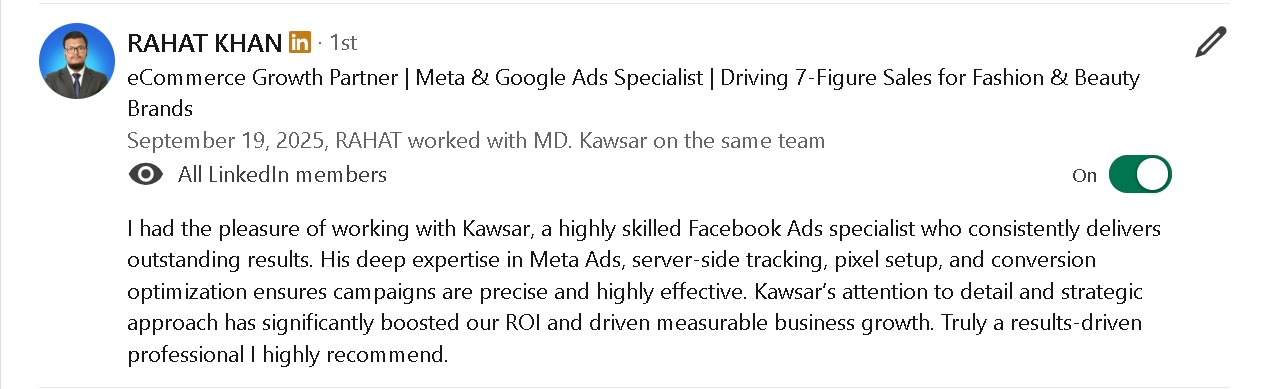 RAHAT KHAN in · 1st
eCommerce Growth Partner | Meta & Google Ads Specialist | Driving 7-Figure Sales for Fashion & Beauty
Brands
September 19, 2025, RAHAT worked with MD. Kawsar on the same team
All LinkedIn members On
I had the pleasure of working with Kawsar, a highly skilled Facebook Ads specialist who consistently delivers
outstanding results. His deep expertise in Meta Ads, server-side tracking, pixel setup, and conversion
optimization ensures campaigns are precise and highly effective. Kawsar’s attention to detail and strategic
approach has significantly boosted our ROI and driven measurable business growth. Truly a results-driven
professional I highly recommend.